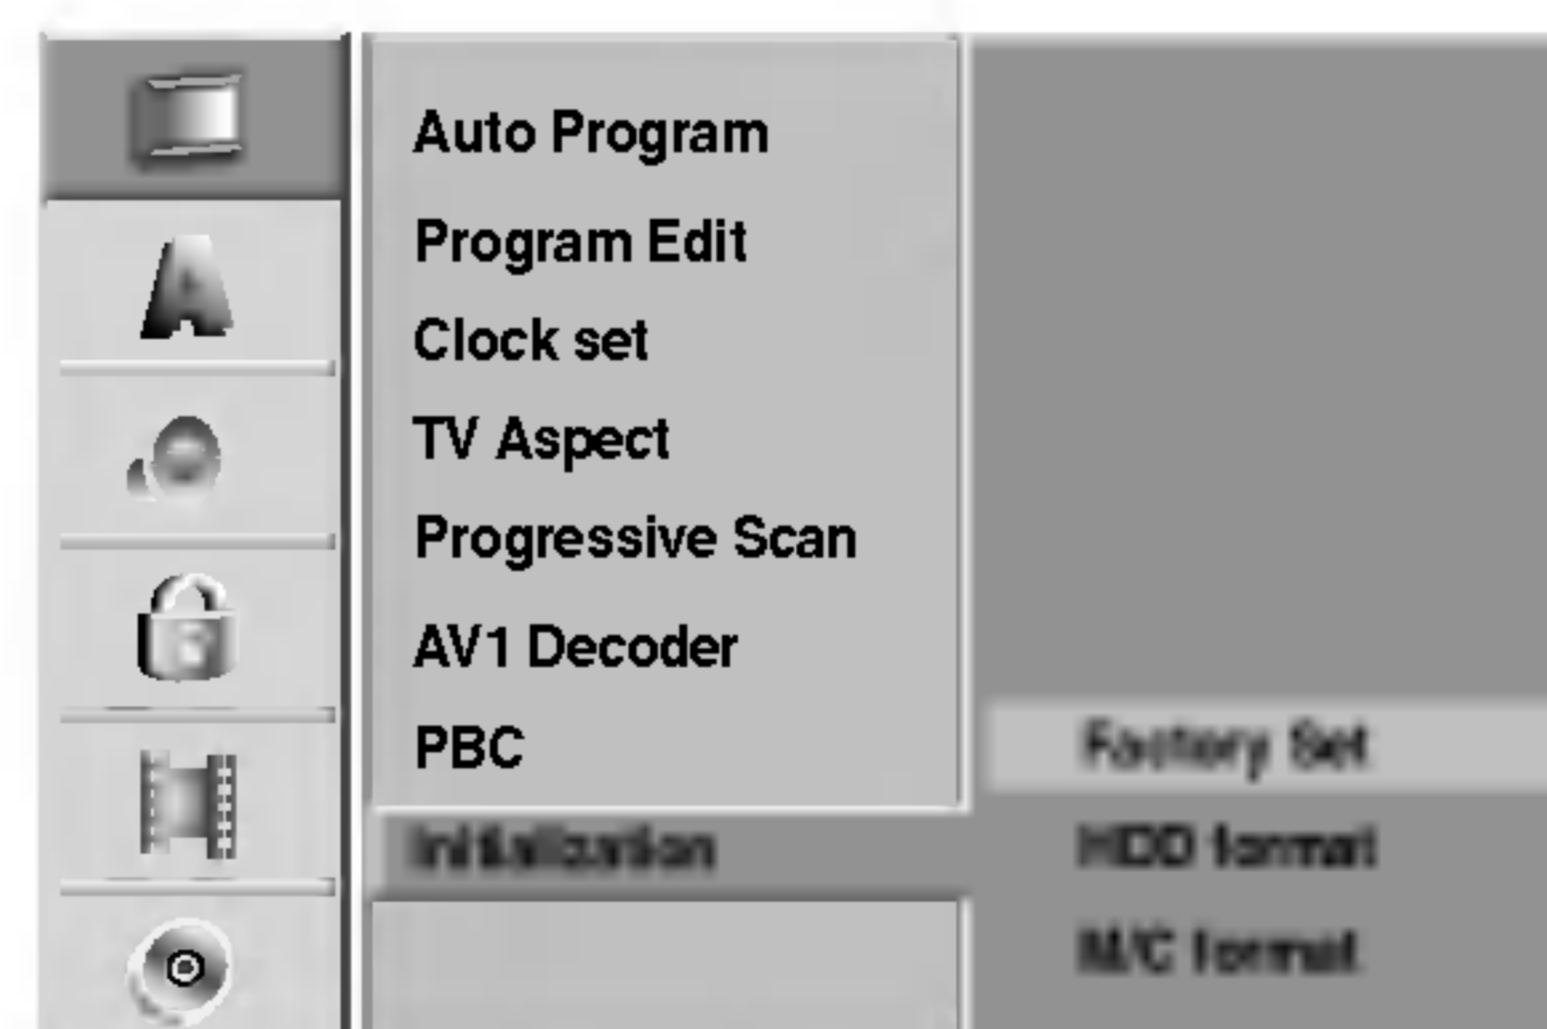 Auto Program
Program Edit
Clock set
TV Aspect
Progressive Scan
AV1 Decoder
PBC
Initialization
Factory Set
HDD format
M/C format